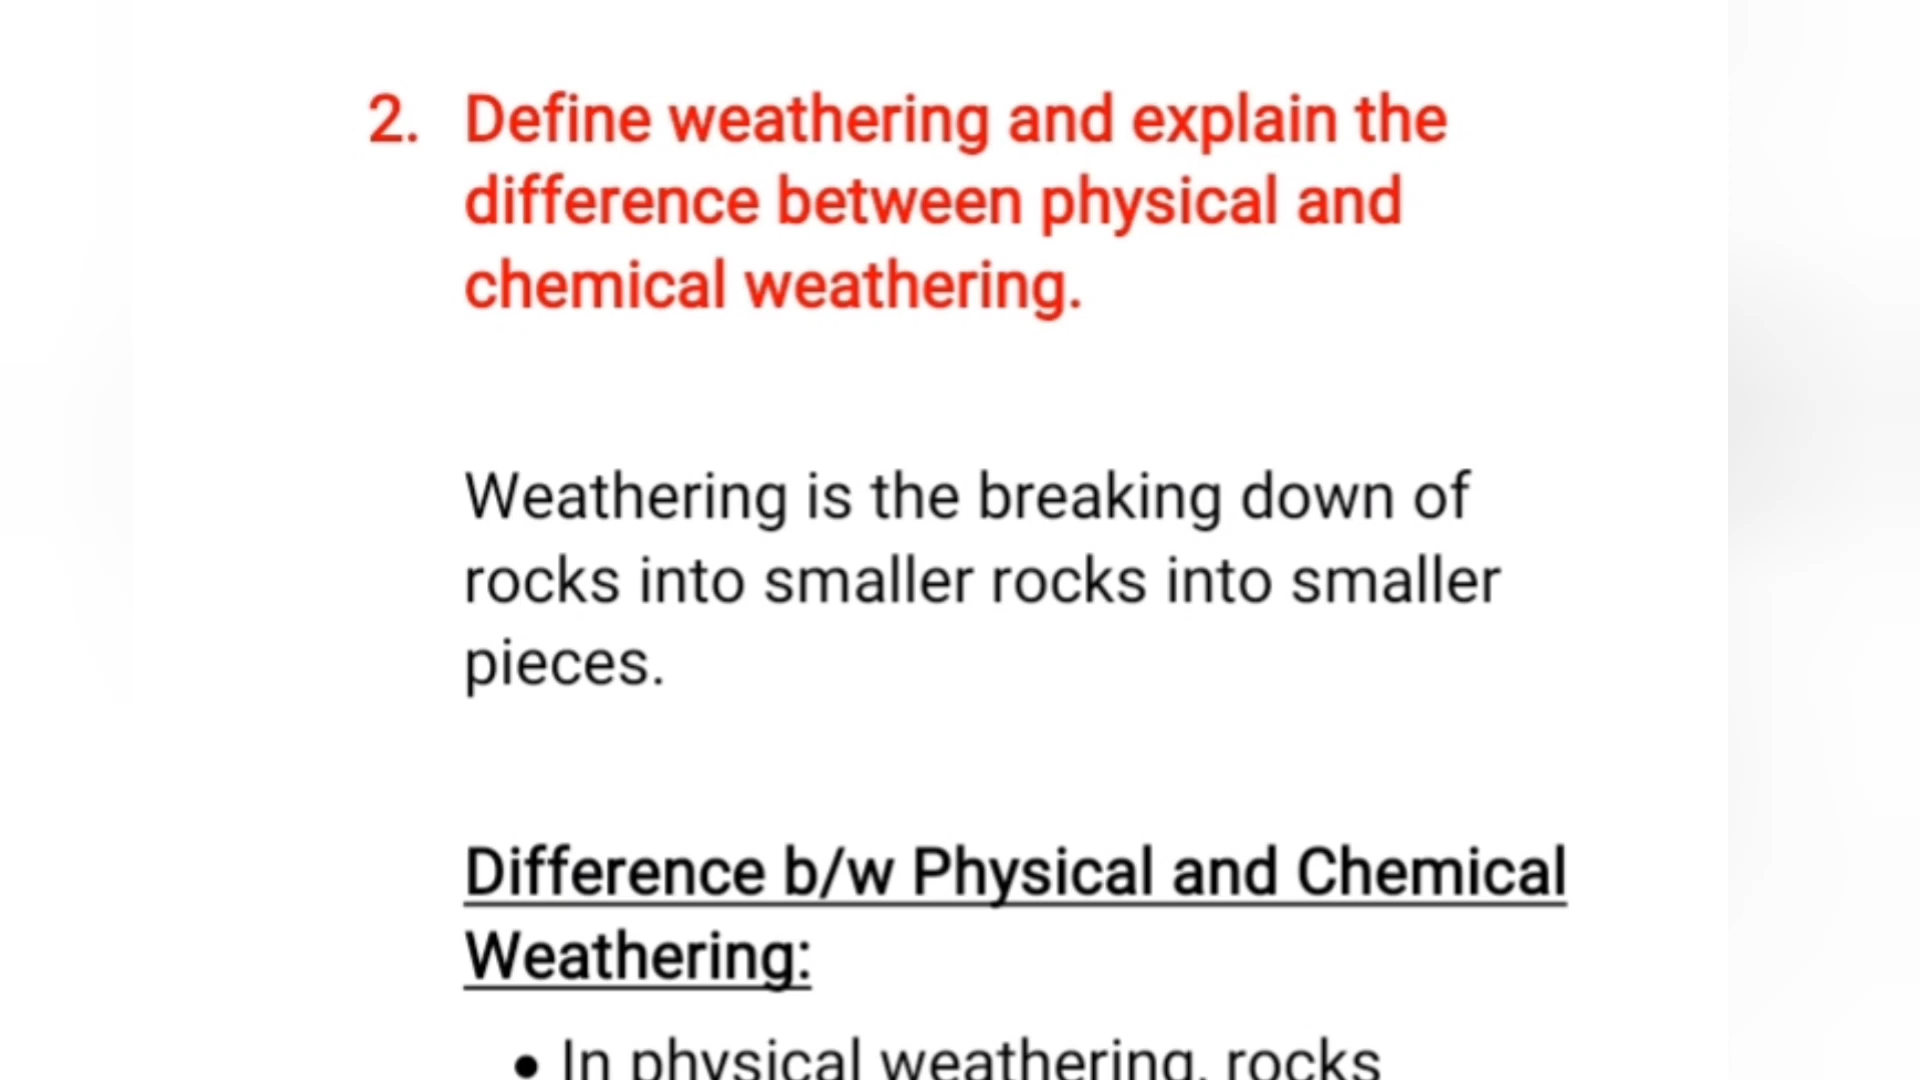 2. Define weathering and explain the
difference between physical and
chemical weathering.
Weathering is the breaking down of
rocks into smaller rocks into smaller
pieces.
Difference b/w Physical and Chemical
Weathering:
• In physical weathering, rocks